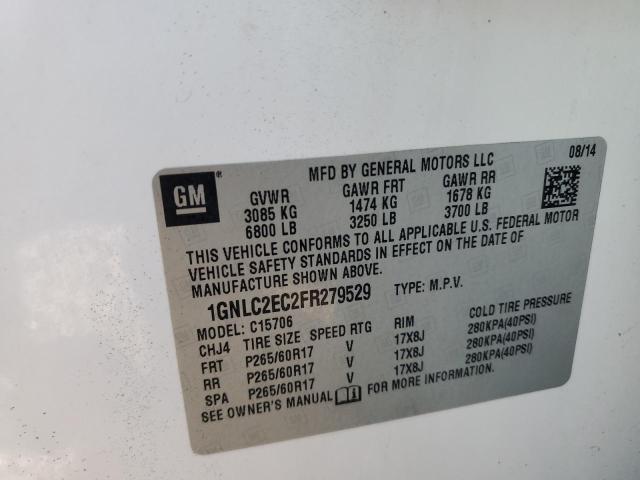 GM
®
MFD BY GENERAL MOTORS LLC 08/14
GVWR GAWR FRT GAWR RR
3085 KG 1474 KG 1678 KG
6800 LB 3250 LB 3700 LB
THIS VEHICLE CONFORMS TO ALL APPLICABLE U.S. FEDERAL MOTOR
VEHICLE SAFETY STANDARDS IN EFFECT ON THE DATE OF
MANUFACTURE SHOWN ABOVE.
1GNLC2EC2FR279529 TYPE: M.P.V.
MODEL: C15706
CHJ4 TIRE SIZE SPEED RTG RIM COLD TIRE PRESSURE
FRT P265/60R17 V 17X8J 280KPA(40PSI)
RR P265/60R17 V 17X8J 280KPA(40PSI)
SPA P265/60R17 V 17X8J 280KPA(40PSI)
SEE OWNER'S MANUAL FOR MORE INFORMATION.